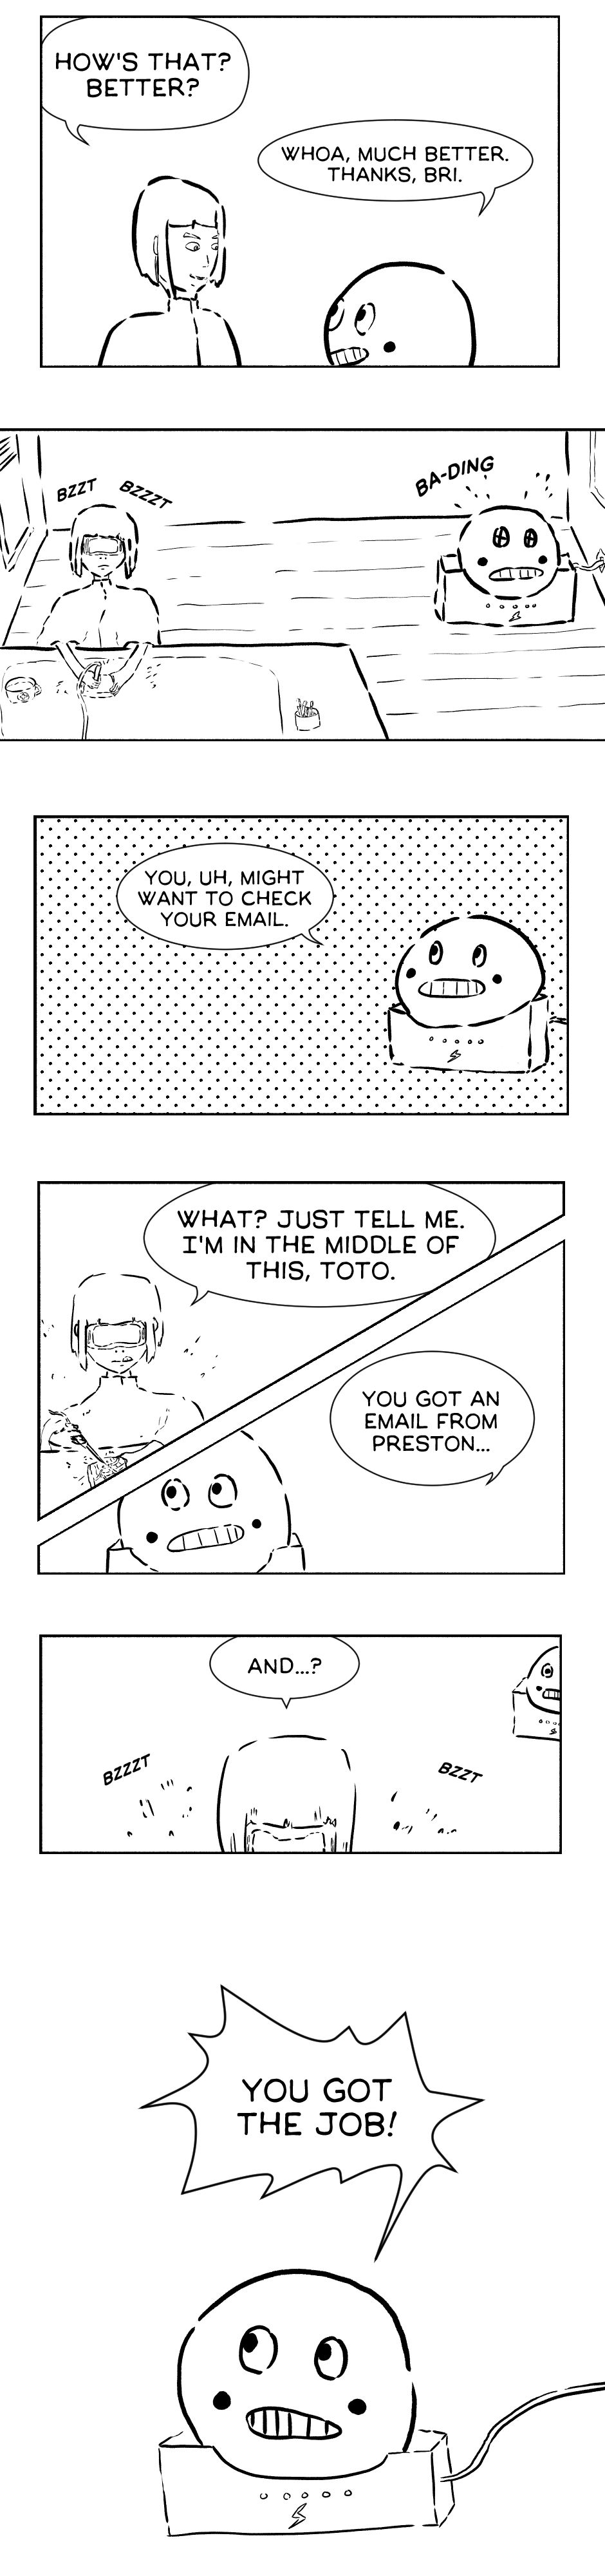 HOW'S THAT?
BETTER?
WHOA, MUCH BETTER.
THANKS, BRI.
BZZT
BZZZT
BA-DING
YOU, UH, MIGHT
WANT TO CHECK
YOUR EMAIL.
WHAT? JUST TELL ME.
I'M IN THE MIDDLE OF
THIS, TOTO.
YOU GOT AN
EMAIL FROM
PRESTON...
AND...?
BZZZT
BZZT
YOU GOT
THE JOB!